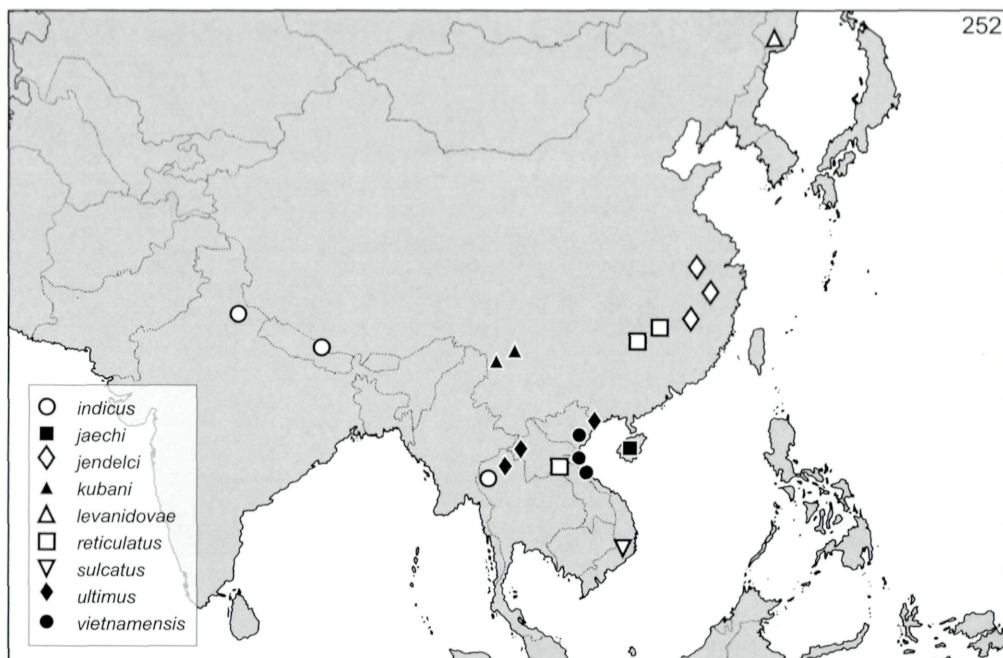 252
indicus
jaechi
jendelci
kubani
levanidovae
reticulatus
sulcatus
ultimus
vietnamensis